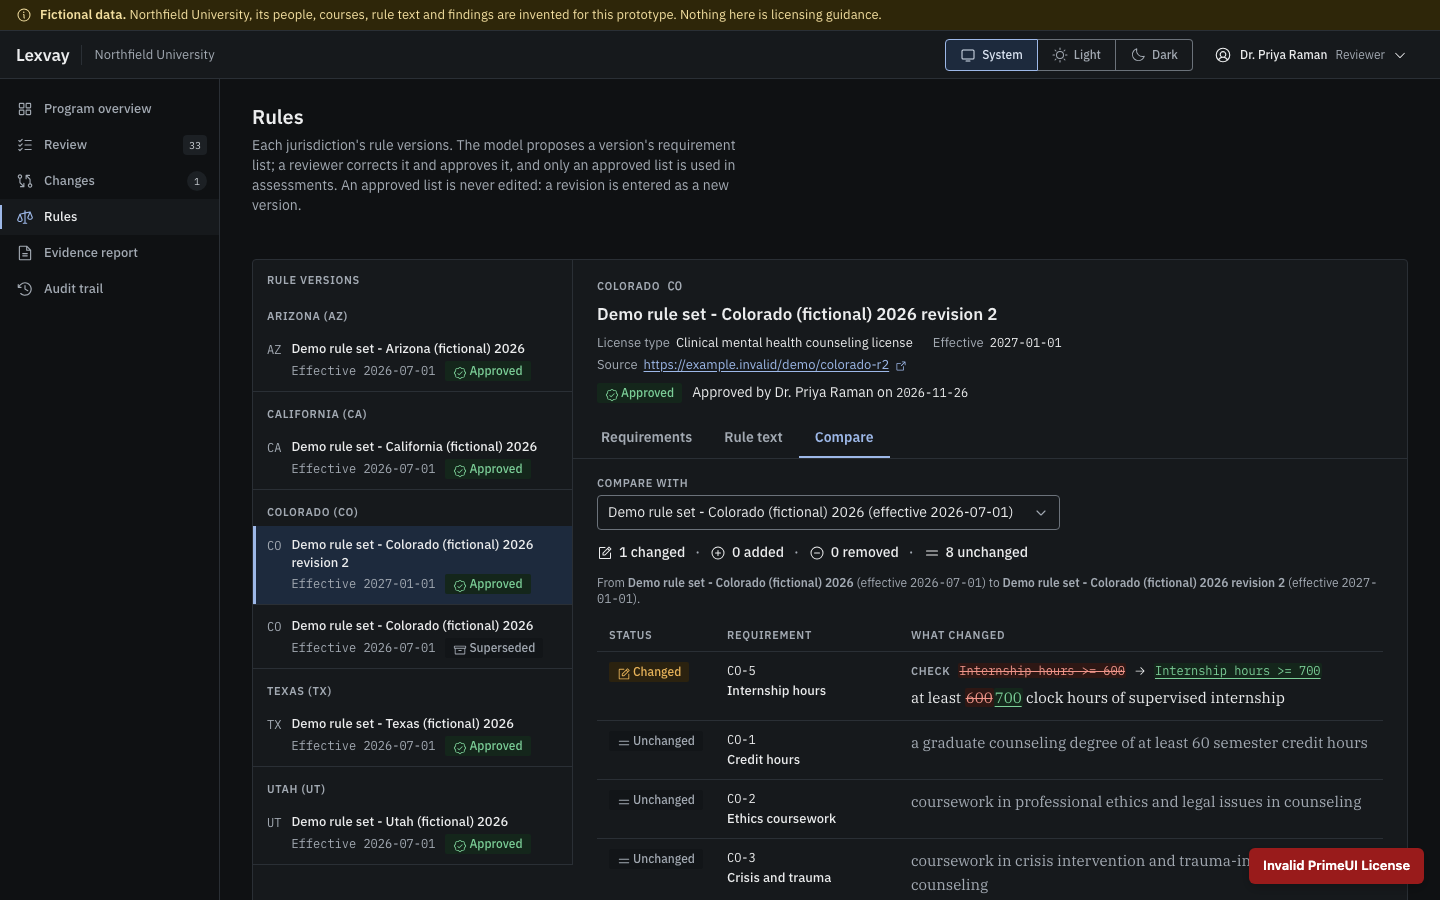 Fictional data. Northfield University, its people, courses, rule text and findings are invented for this prototype. Nothing here is licensing guidance.
Lexvay
Northfield University
System
Light
Dark
Dr. Priya Raman Reviewer
Program overview
Review 33
Changes 1
Rules
Evidence report
Audit trail
Rules
Each jurisdiction's rule versions. The model proposes a version's requirement
list; a reviewer corrects it and approves it, and only an approved list is used in
assessments. An approved list is never edited: a revision is entered as a new
version.
RULE VERSIONS
ARIZONA (AZ)
AZ Demo rule set - Arizona (fictional) 2026
Effective 2026-07-01 Approved
CALIFORNIA (CA)
CA Demo rule set - California (fictional) 2026
Effective 2026-07-01 Approved
COLORADO (CO)
CO Demo rule set - Colorado (fictional) 2026
revision 2
Effective 2027-01-01 Approved
CO Demo rule set - Colorado (fictional) 2026
Effective 2026-07-01 Superseded
TEXAS (TX)
TX Demo rule set - Texas (fictional) 2026
Effective 2026-07-01 Approved
UTAH (UT)
UT Demo rule set - Utah (fictional) 2026
Effective 2026-07-01 Approved
COLORADO CO
Demo rule set - Colorado (fictional) 2026 revision 2
License type Clinical mental health counseling license Effective 2027-01-01
Source https://example.invalid/demo/colorado-r2
Approved Approved by Dr. Priya Raman on 2026-11-26
Requirements
Rule text
Compare
COMPARE WITH
Demo rule set - Colorado (fictional) 2026 (effective 2026-07-01)
1 changed · 0 added · 0 removed · 8 unchanged
From Demo rule set - Colorado (fictional) 2026 (effective 2026-07-01) to Demo rule set - Colorado (fictional) 2026 revision 2 (effective 2027-
01-01).
STATUS REQUIREMENT WHAT CHANGED
Changed CO-5 CHECK Internship hours >= 600 → Internship hours >= 700
Internship hours at least 600 700 clock hours of supervised internship
Unchanged CO-1 a graduate counseling degree of at least 60 semester credit hours
Credit hours
Unchanged CO-2 coursework in professional ethics and legal issues in counseling
Ethics coursework
Unchanged CO-3 coursework in crisis intervention and
Crisis and trauma counseling
Invalid PrimeUI License